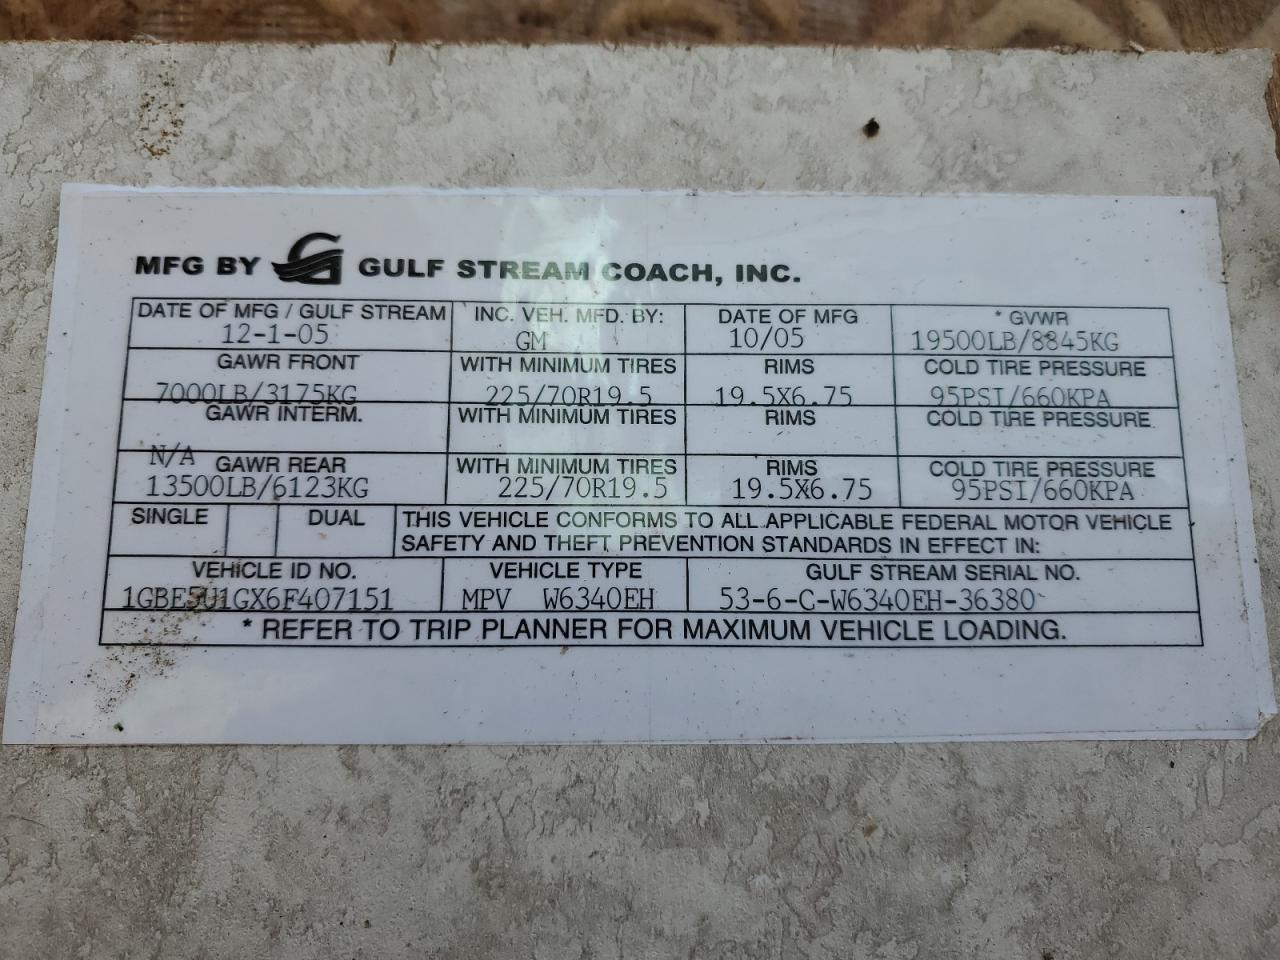 MFG BY GULF STREAM COACH, INC.
DATE OF MFG / GULF STREAM INC. VEH. MFD. BY: DATE OF MFG * GVWR
12-1-05 GM 10/05 19500LB/8845KG
GAWR FRONT WITH MINIMUM TIRES RIMS COLD TIRE PRESSURE
7000LB/3175KG 225/70R19.5 19.5X6.75 95PSI/660KPA
GAWR INTERM. WITH MINIMUM TIRES RIMS COLD TIRE PRESSURE
N/A
GAWR REAR WITH MINIMUM TIRES RIMS COLD TIRE PRESSURE
13500LB/6123KG 225/70R19.5 19.5X6.75 95PSI/660KPA
SINGLE DUAL THIS VEHICLE CONFORMS TO ALL APPLICABLE FEDERAL MOTOR VEHICLE
SAFETY AND THEFT PREVENTION STANDARDS IN EFFECT IN:
VEHICLE ID NO. VEHICLE TYPE GULF STREAM SERIAL NO.
1GBE5U1GX6F407151 MPV W6340EH 53-6-C-W6340EH-36380
* REFER TO TRIP PLANNER FOR MAXIMUM VEHICLE LOADING.